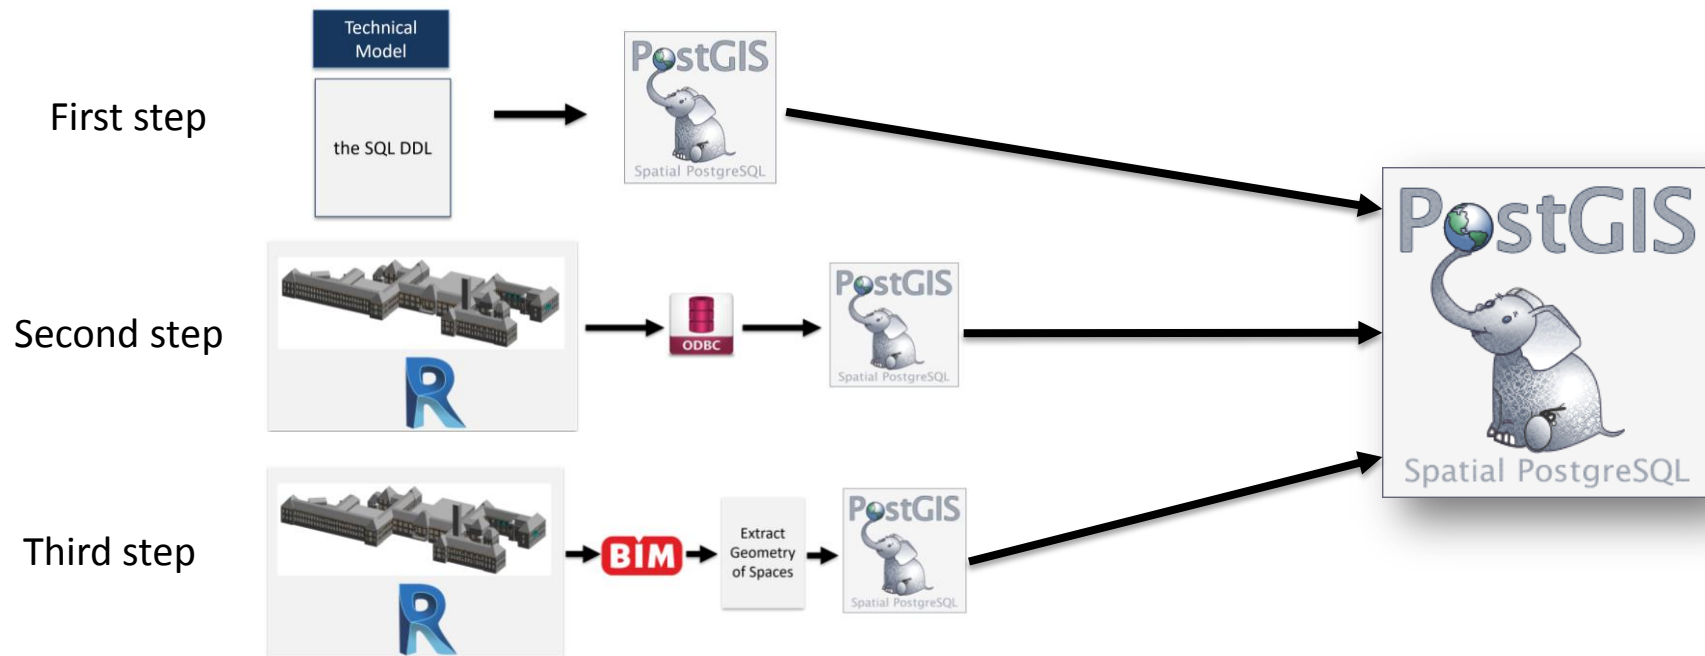 Technical
Model
First step
the SQL DDL
PostGIS
Spatial PostgreSQL
PostGIS
Spatial PostgreSQL
Second step
ODBC
PostGIS
Spatial PostgreSQL
R
Third step
BIM
Extract
Geometry
of Spaces
PostGIS
Spatial PostgreSQL
R